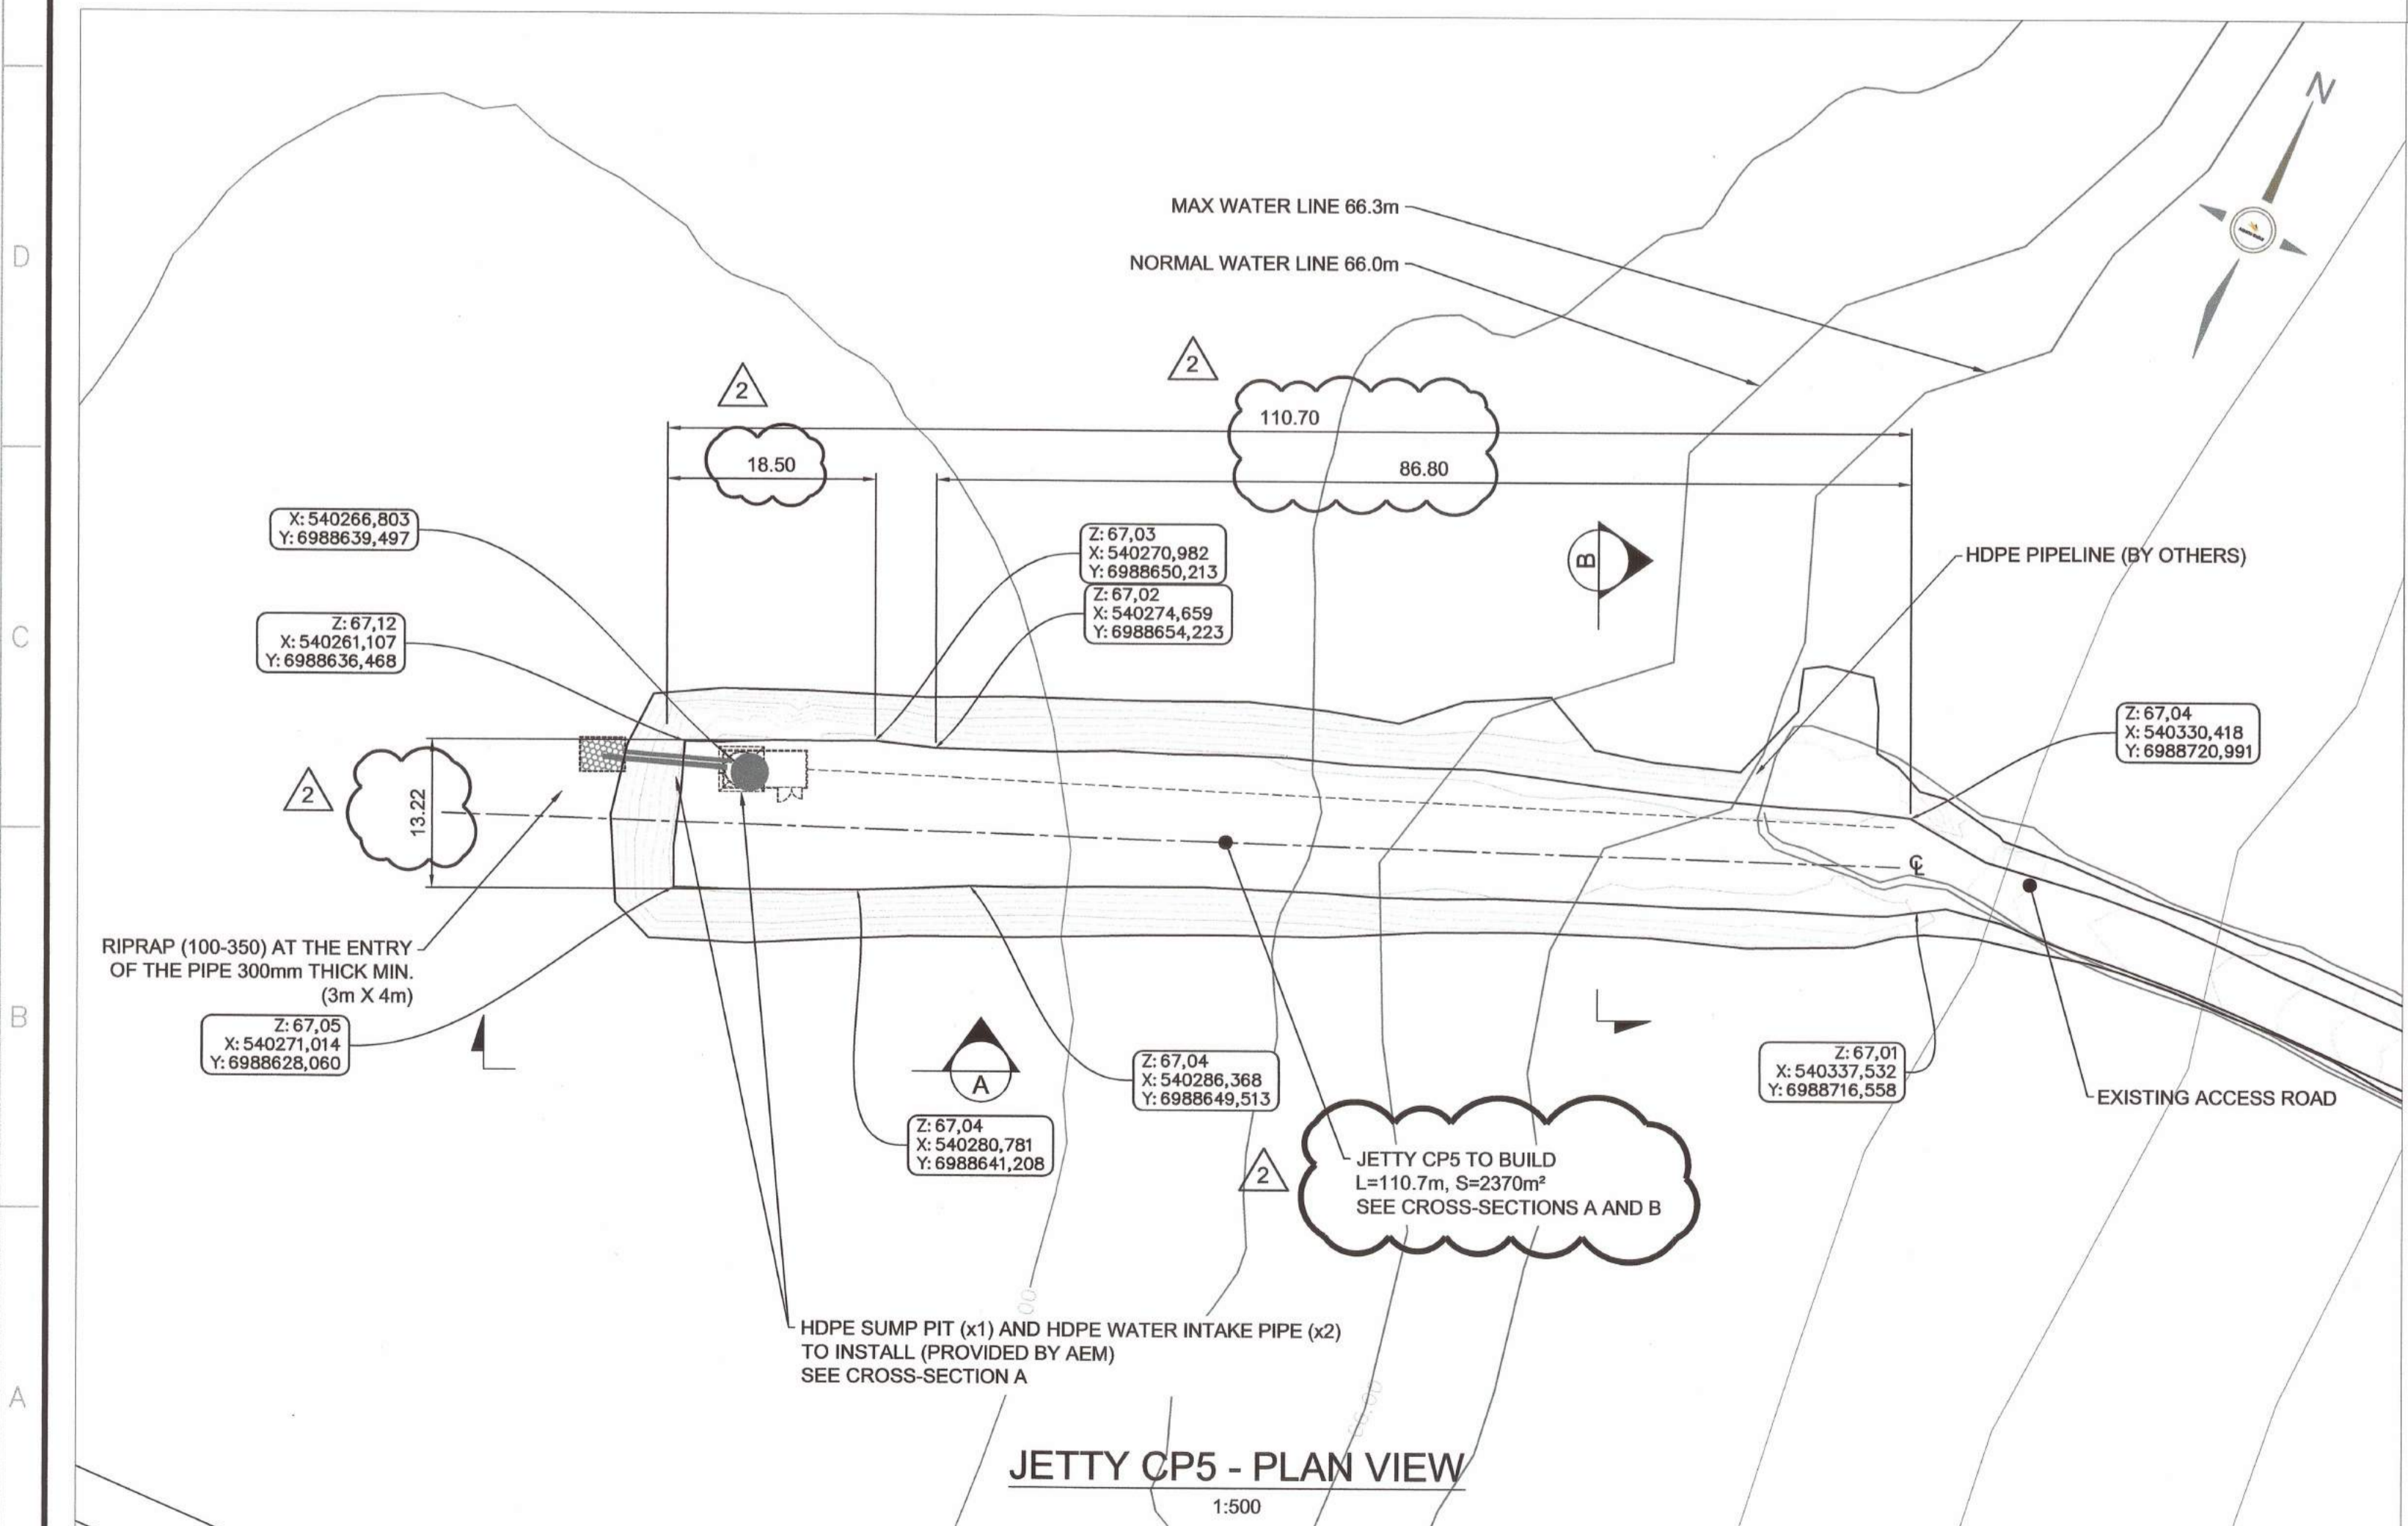 N
D
C
B
A
MAX WATER LINE 66.3m
NORMAL WATER LINE 66.0m
2
2
110.70
18.50
86.80
X: 540266,803
Y: 6988639,497
Z: 67,03
X: 540270,982
Y: 6988650,213
B
HDPE PIPELINE (BY OTHERS)
Z: 67,02
X: 540274,659
Y: 6988654,223
Z: 67,12
X: 540261,107
Y: 6988636,468
Z: 67,04
X: 540330,418
Y: 6988720,991
2
13.22
CL
RIPRAP (100-350) AT THE ENTRY
OF THE PIPE 300mm THICK MIN.
(3m X 4m)
Z: 67,05
X: 540271,014
Y: 6988628,060
A
Z: 67,04
X: 540286,368
Y: 6988649,513
Z: 67,01
X: 540337,532
Y: 6988716,558
EXISTING ACCESS ROAD
Z: 67,04
X: 540280,781
Y: 6988641,208
2
JETTY CP5 TO BUILD
L=110.7m, S=2370m²
SEE CROSS-SECTIONS A AND B
HDPE SUMP PIT (x1) AND HDPE WATER INTAKE PIPE (x2)
TO INSTALL (PROVIDED BY AEM)
SEE CROSS-SECTION A
JETTY CP5 - PLAN VIEW
1:500